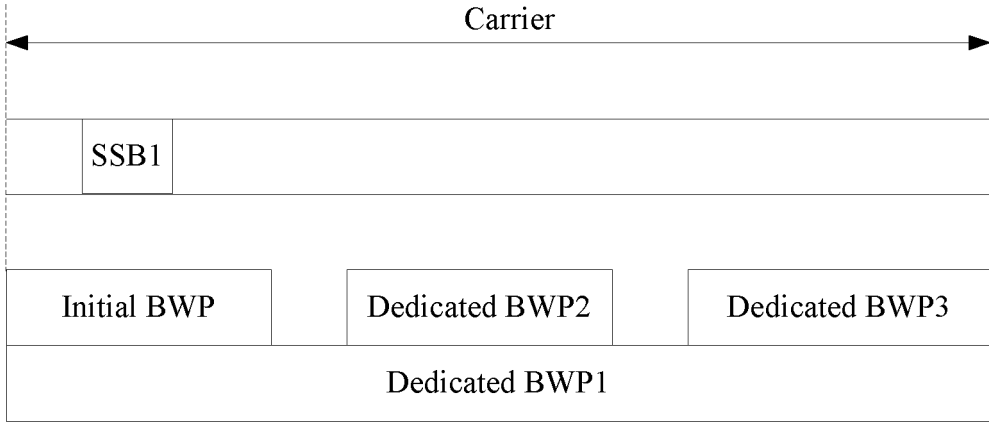 Carrier
SSB1
Initial BWP
Dedicated BWP2
Dedicated BWP3
Dedicated BWP1